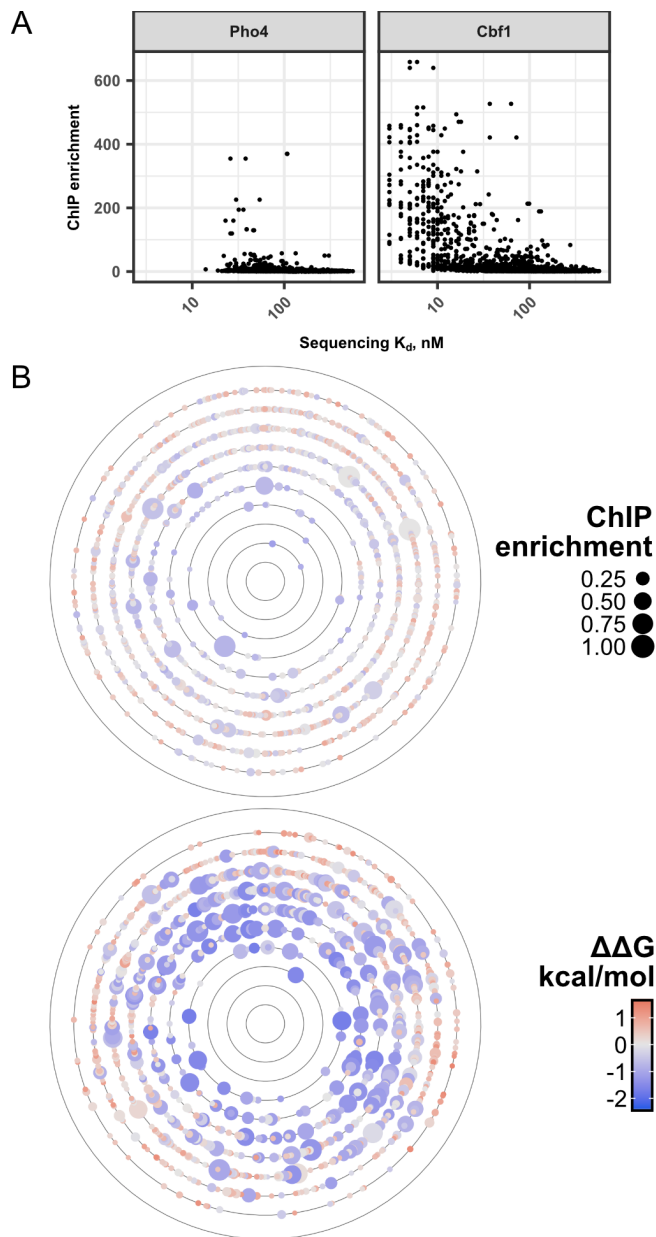 A
Pho4
Cbf1
ChIP enrichment
600
400
200
0
10
100
10
100
Sequencing Kd, nM
B
ChIP
enrichment
0.25
0.50
0.75
1.00
ΔΔG
kcal/mol
1
0
-1
-2